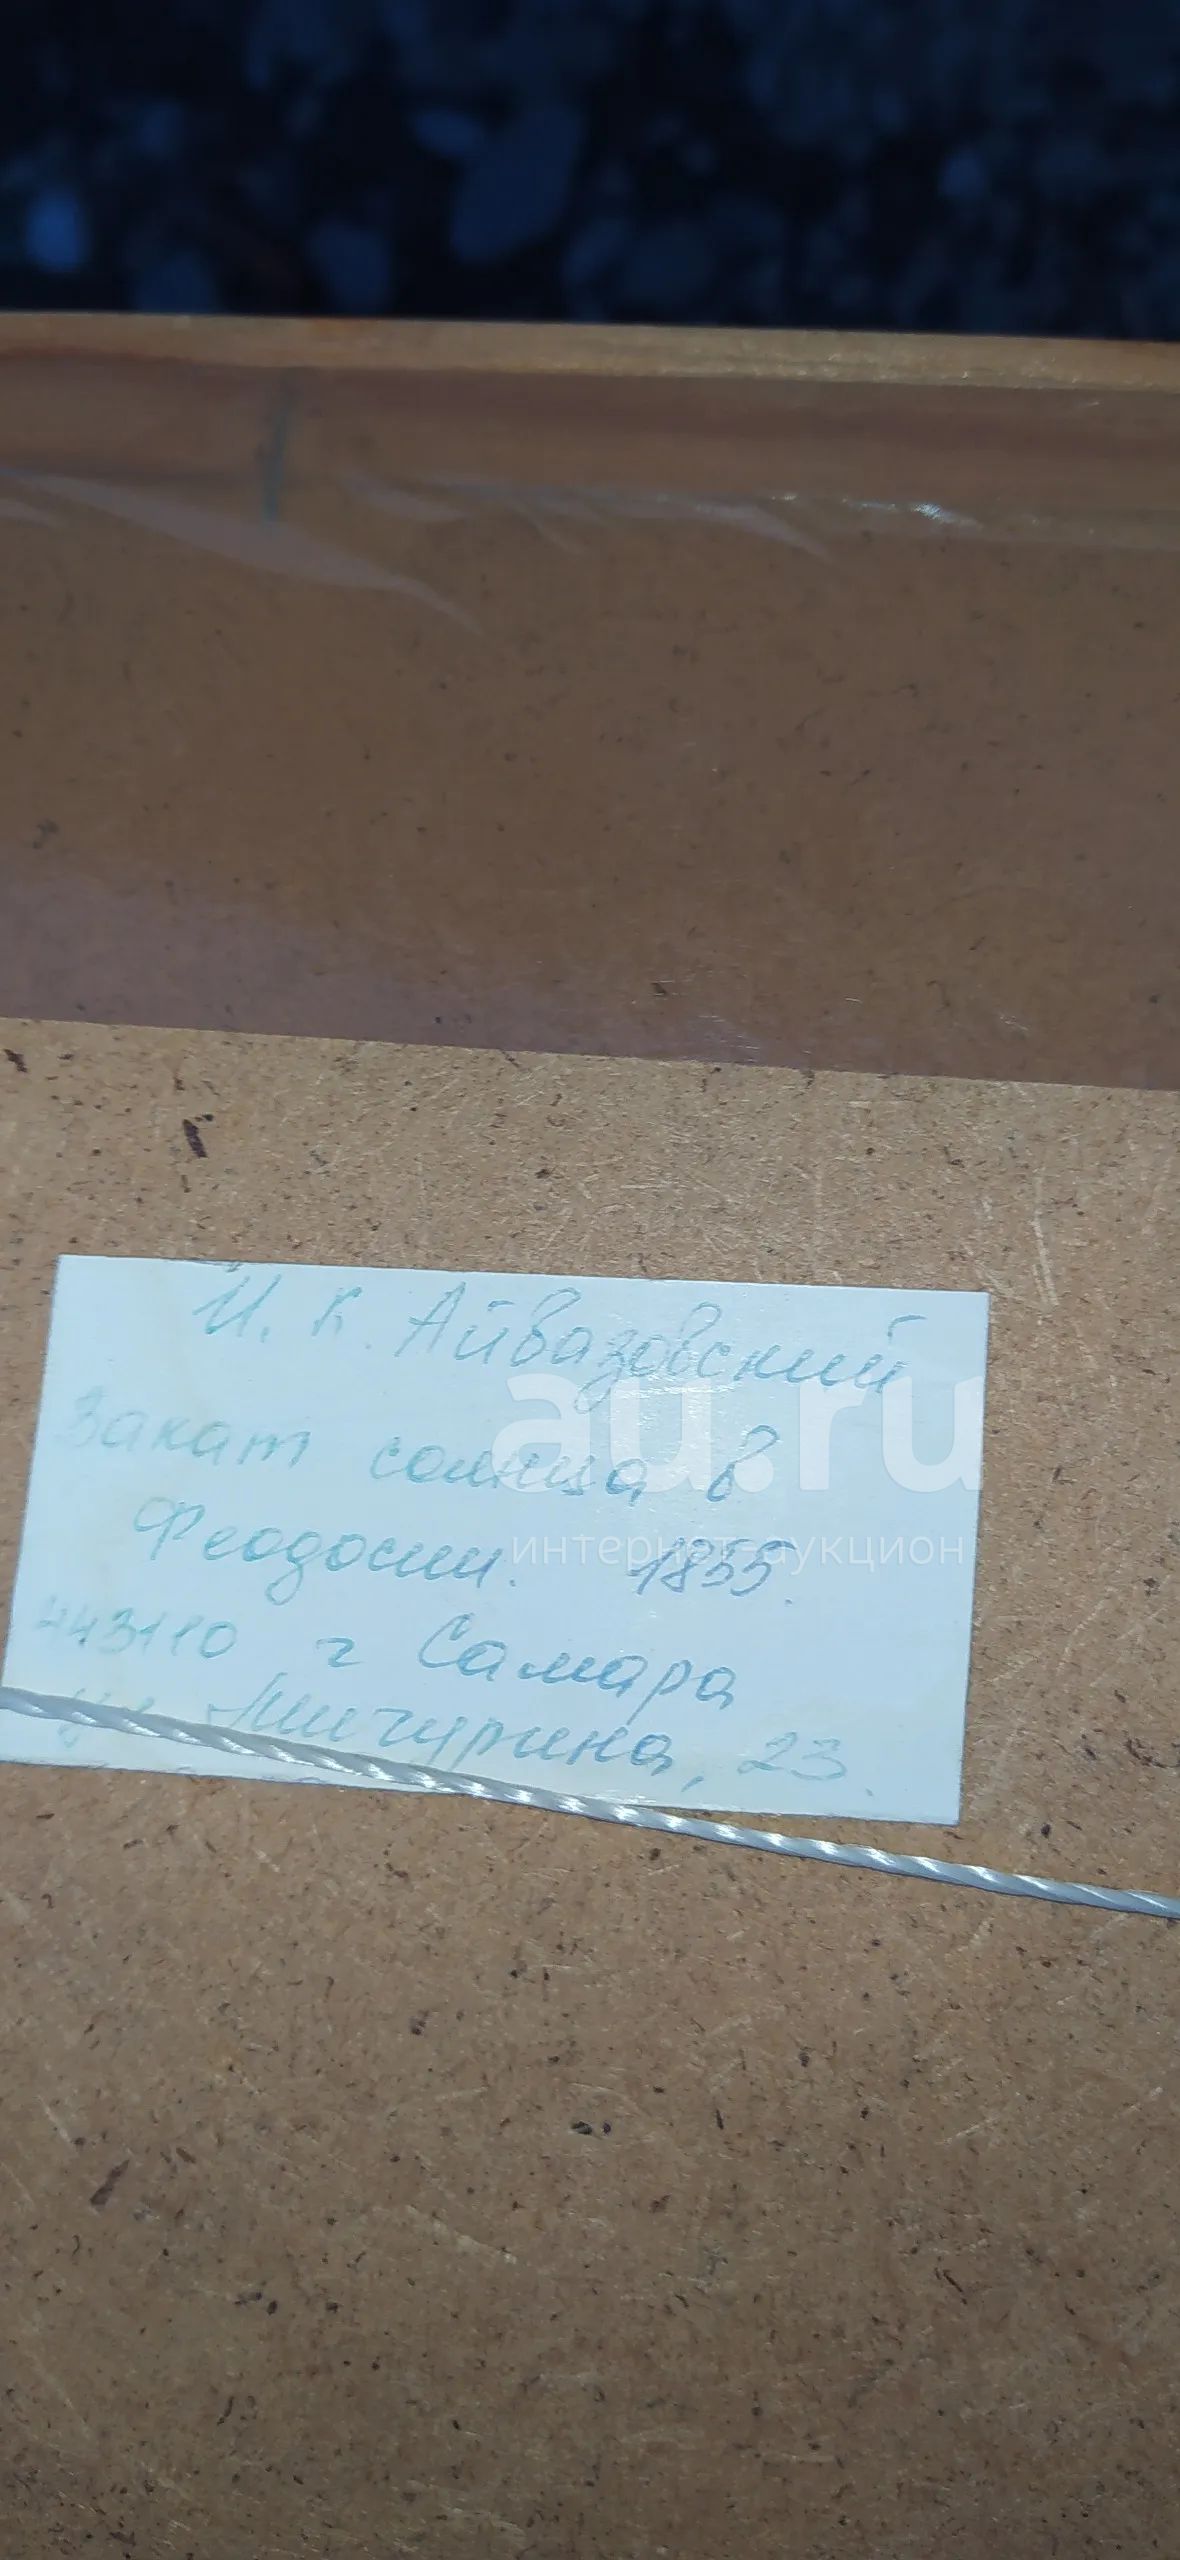 И. К. Айвазовский
Закат солнца в
Феодосии. 1855.
443110 г Самара
ул Мичурина, 23.
au.ru
интернет-аукцион